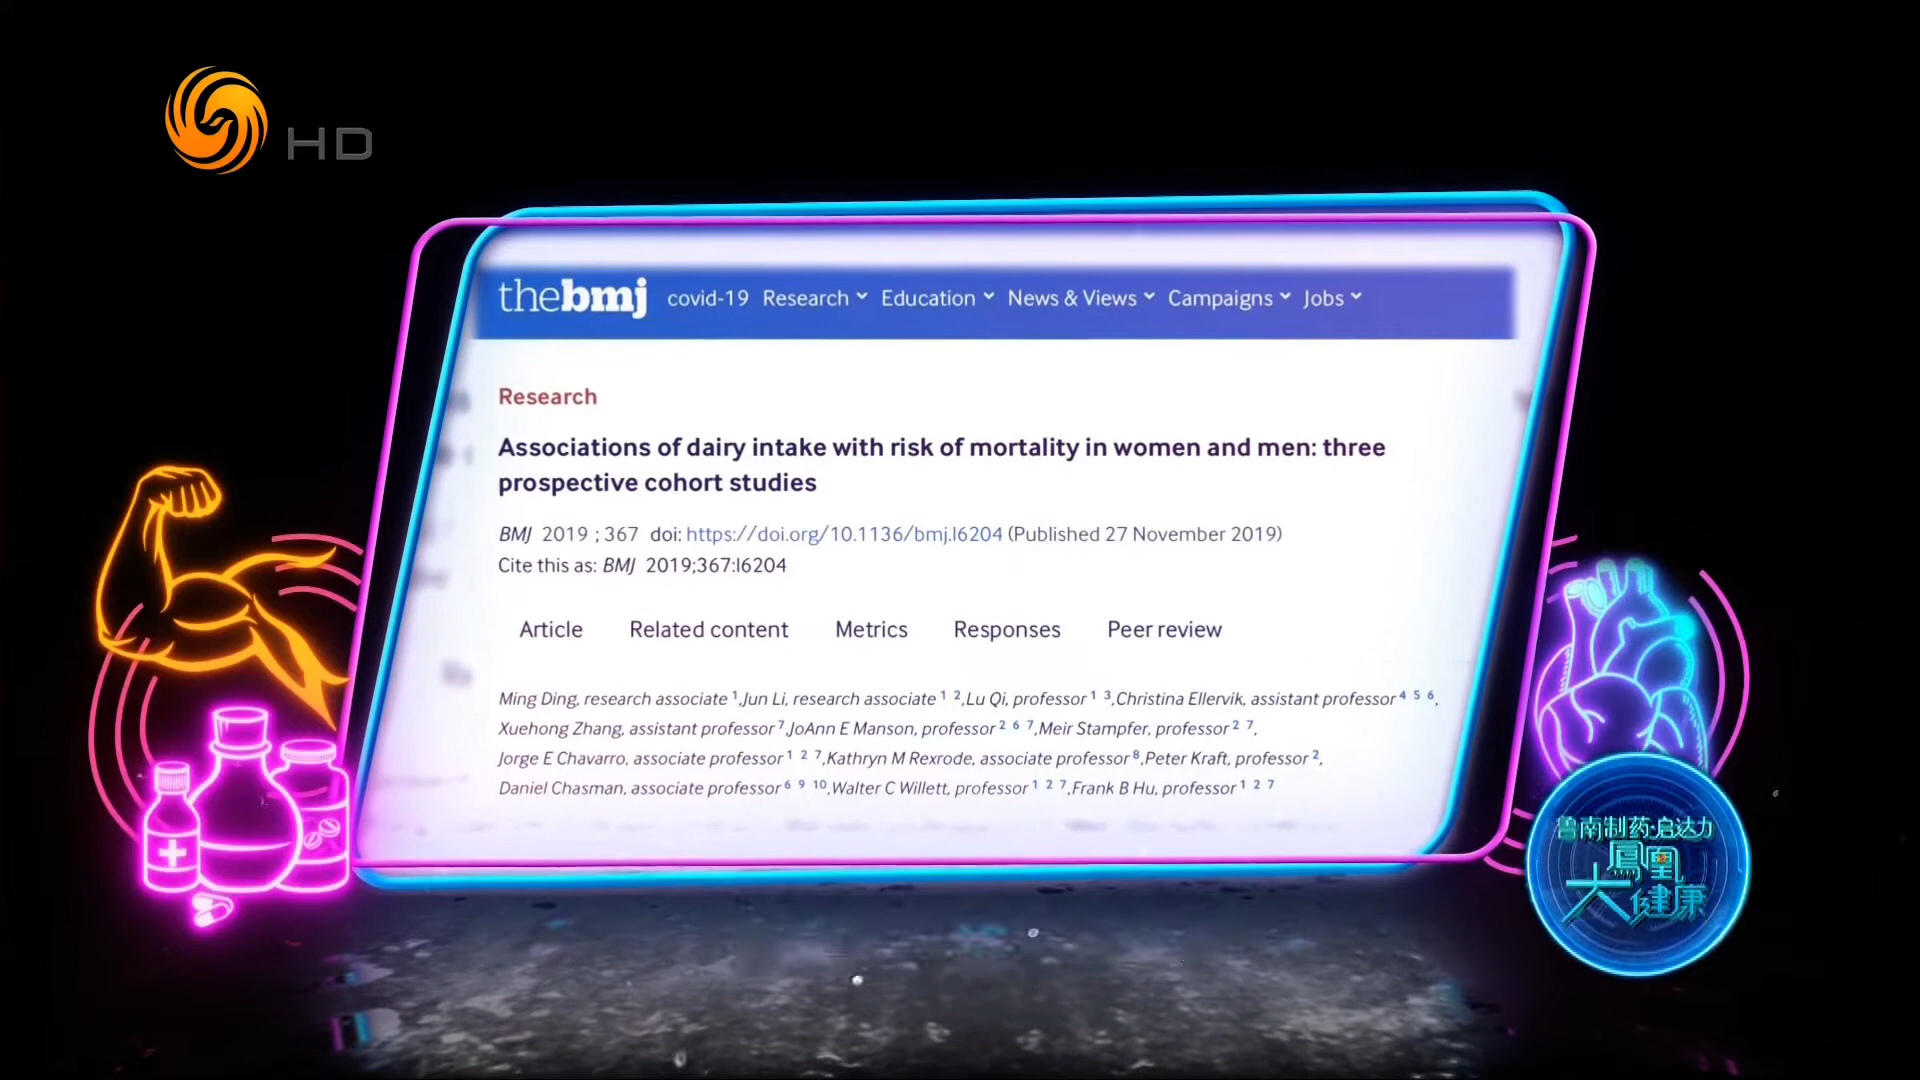 HD
thebmj covid-19 Research Education News & Views Campaigns Jobs
Research
Associations of dairy intake with risk of mortality in women and men: three
prospective cohort studies
BMJ 2019 ; 367 doi: https://doi.org/10.1136/bmj.l6204 (Published 27 November 2019)
Cite this as: BMJ 2019;367:l6204
Article Related content Metrics Responses Peer review
Ming Ding, research associate 1,Jun Li, research associate 1 2,Lu Qi, professor 1 3,Christina Ellervik, assistant professor 4 5 6,
Xuehong Zhang, assistant professor 7,JoAnn E Manson, professor 2 6 7,Meir Stampfer, professor 2 7,
Jorge E Chavarro, associate professor 1 2 7,Kathryn M Rexrode, associate professor 8,Peter Kraft, professor 2,
Daniel Chasman, associate professor 6 9 10,Walter C Willett, professor 1 2 7,Frank B Hu, professor 1 2 7
鲁南制药·启达力
鳳凰
大健康